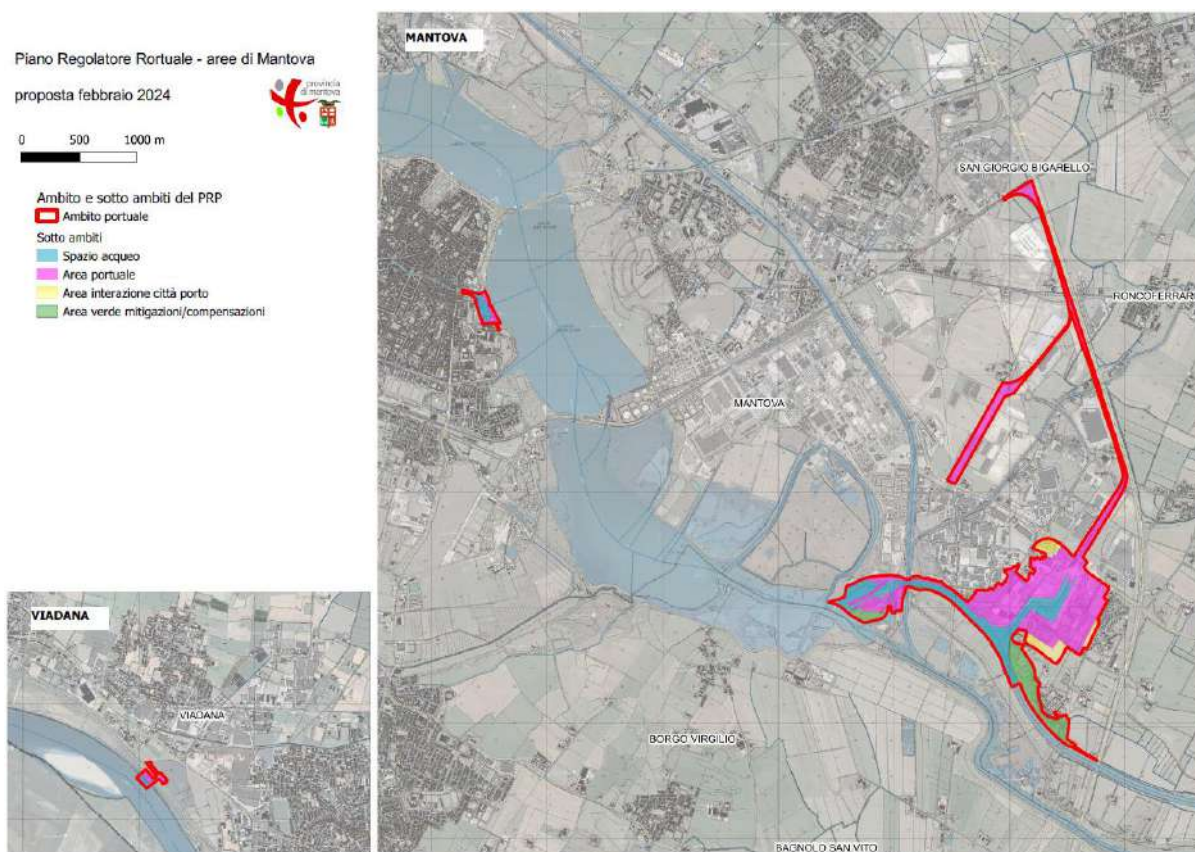 Piano Regolatore Rortuale - aree di Mantova
proposta febbraio 2024
provincia
di mantova
0 500 1000 m
Ambito e sotto ambiti del PRP
Ambito portuale
Sotto ambiti
Spazio acqueo
Area portuale
Area interazione città porto
Area verde mitigazioni/compensazioni
MANTOVA
SAN GIORGIO BIGARELLO
RONCOFERRAR
MANTOVA
BORGO VIRGILIO
BAGNOLO SAN VITO
VIADANA
VIADANA